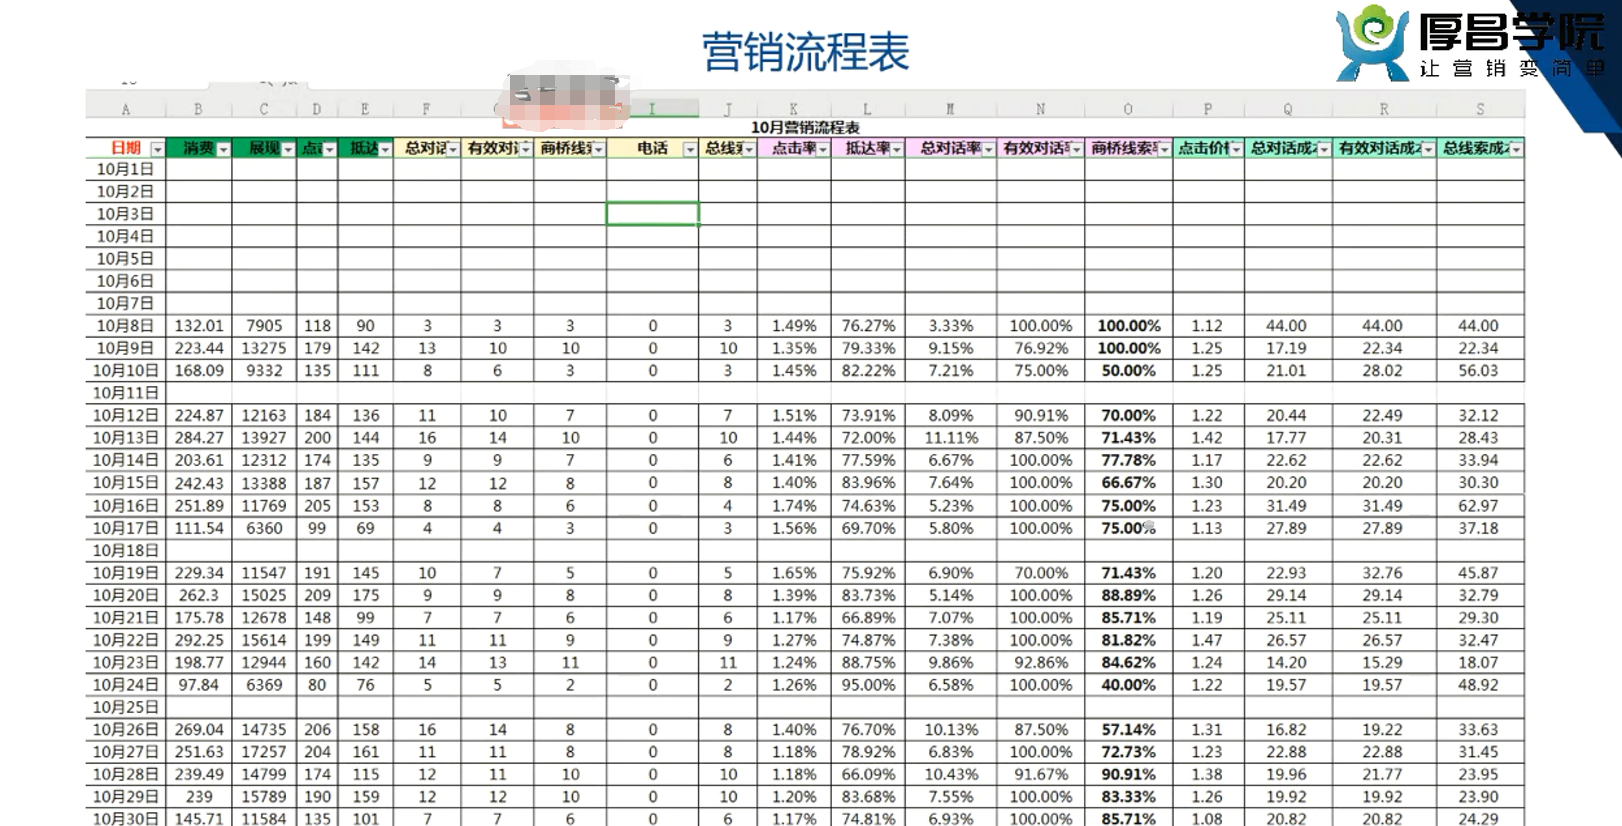 营销流程表
厚昌学院
让营销变简单
A B C D E F I J K L M N O P Q R S
10月营销流程表
日期 消费 展现 点击 抵达 总对话 有效对话 商桥线索 电话 总线索 点击率 抵达率 总对话率 有效对话率 商桥线索率 点击价格 总对话成本 有效对话成本 总线索成本
10月1日
10月2日
10月3日
10月4日
10月5日
10月6日
10月7日
10月8日 132.01 7905 118 90 3 3 3 0 3 1.49% 76.27% 3.33% 100.00% 100.00% 1.12 44.00 44.00 44.00
10月9日 223.44 13275 179 142 13 10 10 0 10 1.35% 79.33% 9.15% 76.92% 100.00% 1.25 17.19 22.34 22.34
10月10日 168.09 9332 135 111 8 6 3 0 3 1.45% 82.22% 7.21% 75.00% 50.00% 1.25 21.01 28.02 56.03
10月11日
10月12日 224.87 12163 184 136 11 10 7 0 7 1.51% 73.91% 8.09% 90.91% 70.00% 1.22 20.44 22.49 32.12
10月13日 284.27 13927 200 144 16 14 10 0 10 1.44% 72.00% 11.11% 87.50% 71.43% 1.42 17.77 20.31 28.43
10月14日 203.61 12312 174 135 9 9 7 0 6 1.41% 77.59% 6.67% 100.00% 77.78% 1.17 22.62 22.62 33.94
10月15日 242.43 13388 187 157 12 12 8 0 8 1.40% 83.96% 7.64% 100.00% 66.67% 1.30 20.20 20.20 30.30
10月16日 251.89 11769 205 153 8 8 6 0 4 1.74% 74.63% 5.23% 100.00% 75.00% 1.23 31.49 31.49 62.97
10月17日 111.54 6360 99 69 4 4 3 0 3 1.56% 69.70% 5.80% 100.00% 75.00% 1.13 27.89 27.89 37.18
10月18日
10月19日 229.34 11547 191 145 10 7 5 0 5 1.65% 75.92% 6.90% 70.00% 71.43% 1.20 22.93 32.76 45.87
10月20日 262.3 15025 209 175 9 9 8 0 8 1.39% 83.73% 5.14% 100.00% 88.89% 1.26 29.14 29.14 32.79
10月21日 175.78 12678 148 99 7 7 6 0 6 1.17% 66.89% 7.07% 100.00% 85.71% 1.19 25.11 25.11 29.30
10月22日 292.25 15614 199 149 11 11 9 0 9 1.27% 74.87% 7.38% 100.00% 81.82% 1.47 26.57 26.57 32.47
10月23日 198.77 12944 160 142 14 13 11 0 11 1.24% 88.75% 9.86% 92.86% 84.62% 1.24 14.20 15.29 18.07
10月24日 97.84 6369 80 76 5 5 2 0 2 1.26% 95.00% 6.58% 100.00% 40.00% 1.22 19.57 19.57 48.92
10月25日
10月26日 269.04 14735 206 158 16 14 8 0 8 1.40% 76.70% 10.13% 87.50% 57.14% 1.31 16.82 19.22 33.63
10月27日 251.63 17257 204 161 11 11 8 0 8 1.18% 78.92% 6.83% 100.00% 72.73% 1.23 22.88 22.88 31.45
10月28日 239.49 14799 174 115 12 11 10 0 10 1.18% 66.09% 10.43% 91.67% 90.91% 1.38 19.96 21.77 23.95
10月29日 239 15789 190 159 12 12 10 0 10 1.20% 83.68% 7.55% 100.00% 83.33% 1.26 19.92 19.92 23.90
10月30日 145.71 11584 135 101 7 7 6 0 6 1.17% 74.81% 6.93% 100.00% 85.71% 1.08 20.82 20.82 24.29